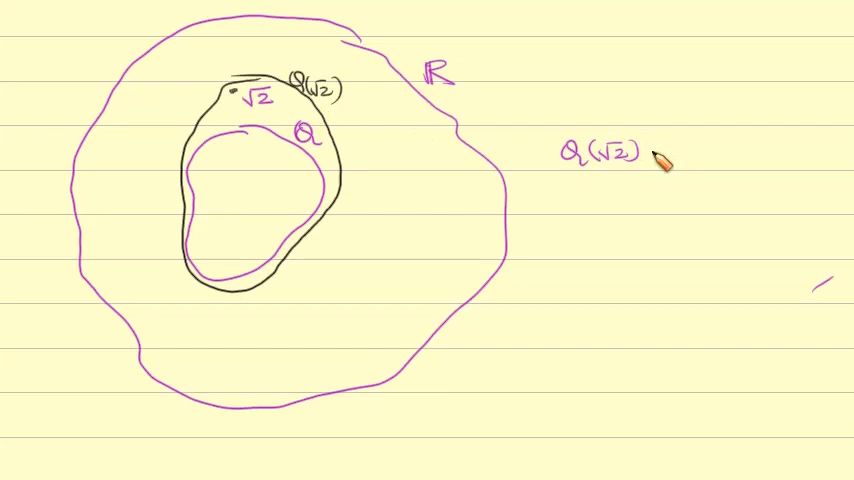 ℝ
ℚ(√2)
√2
ℚ
ℚ(√2)